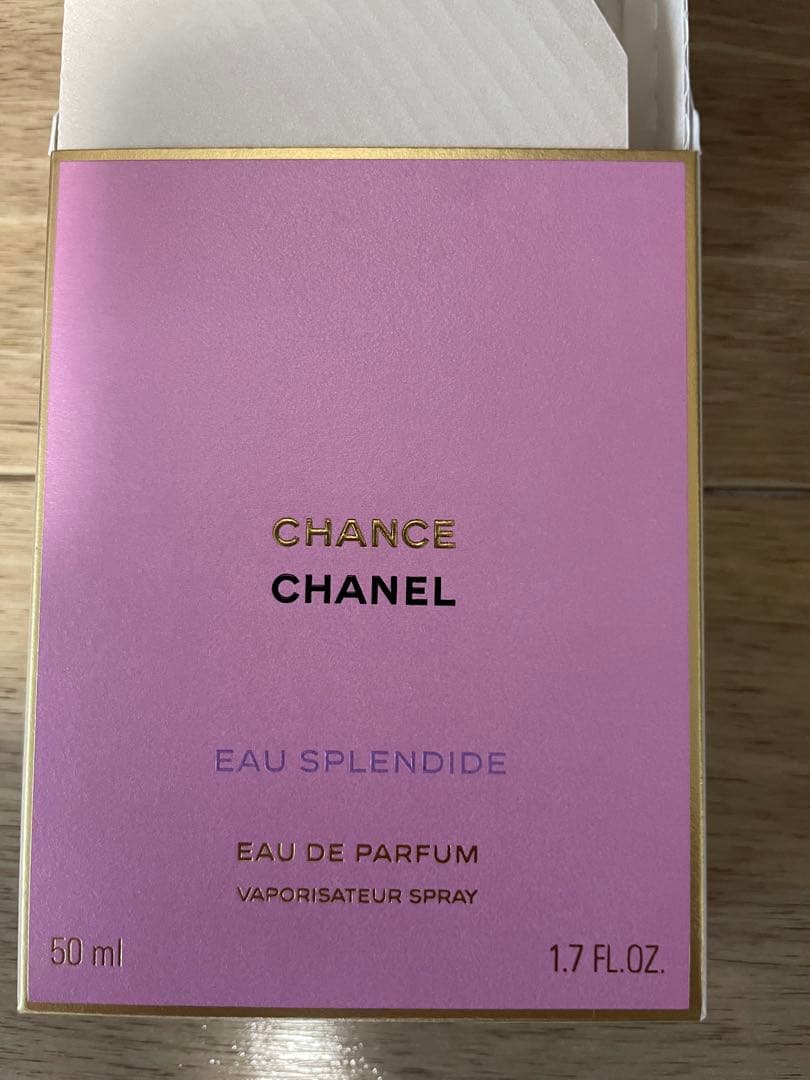 CHANCE
CHANEL
EAU SPLENDIDE
EAU DE PARFUM
VAPORISATEUR SPRAY
50 ml 1.7 FL.OZ.